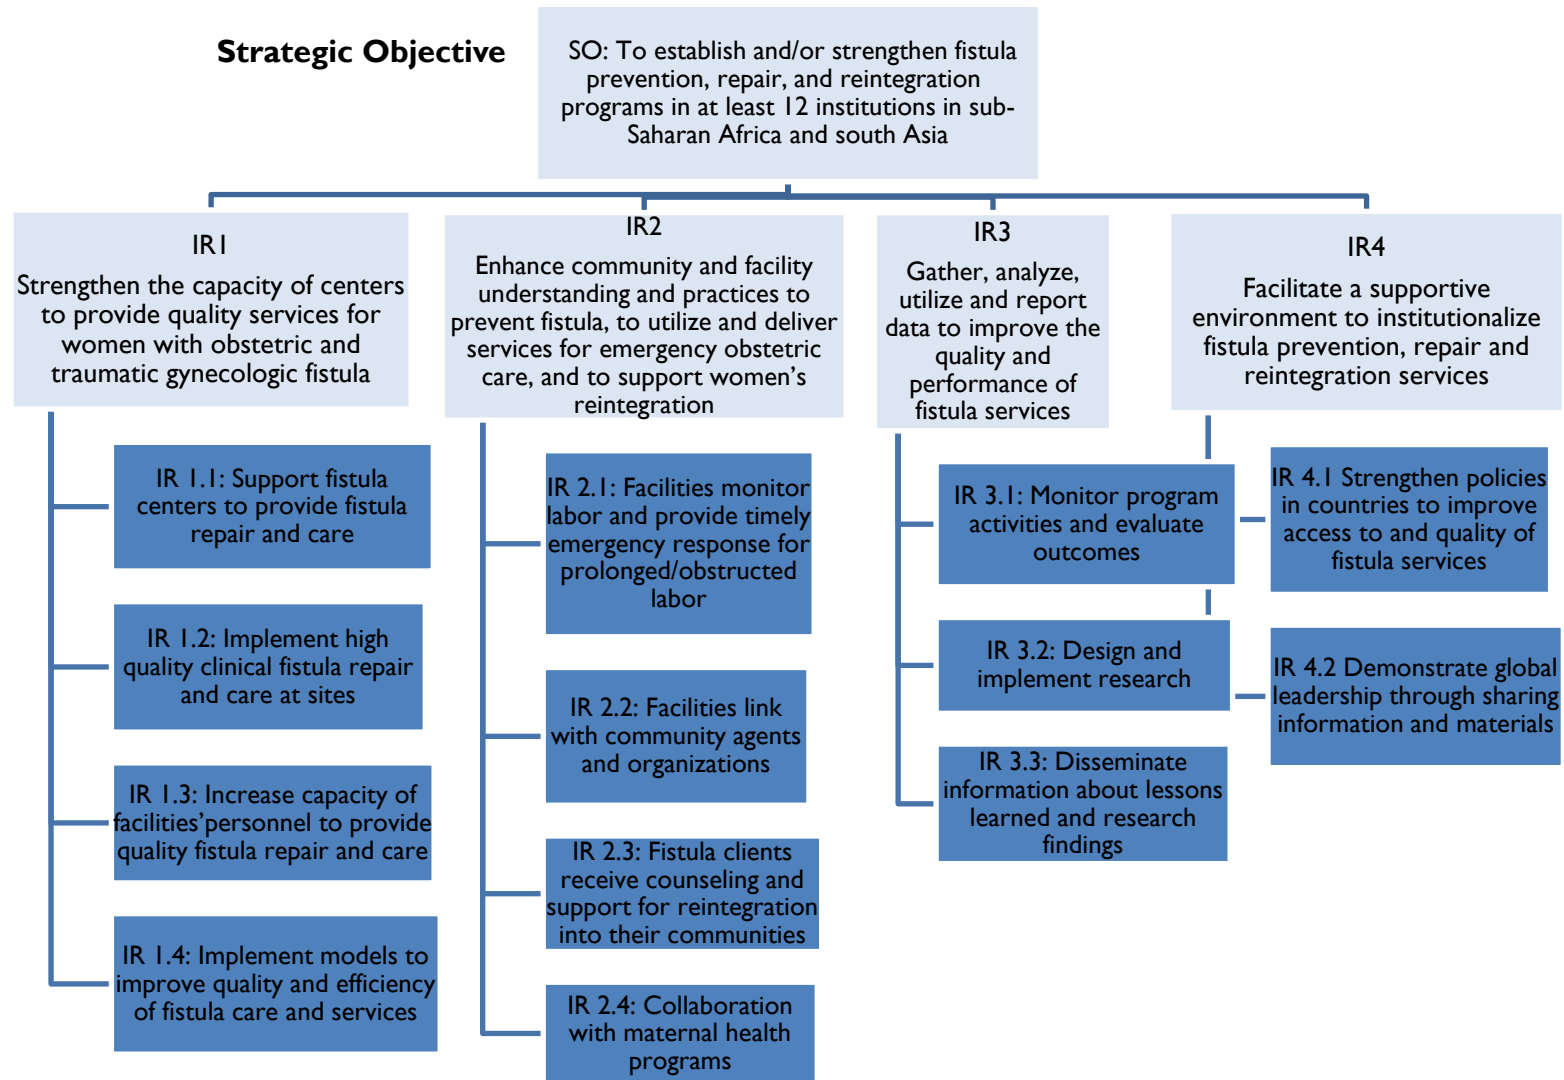 Strategic Objective
SO: To establish and/or strengthen fistula
prevention, repair, and reintegration
programs in at least 12 institutions in sub-
Saharan Africa and south Asia
IR1
Strengthen the capacity of centers
to provide quality services for
women with obstetric and
traumatic gynecologic fistula
IR 1.1: Support fistula
centers to provide fistula
repair and care
IR 1.2: Implement high
quality clinical fistula repair
and care at sites
IR 1.3: Increase capacity of
facilities'personnel to provide
quality fistula repair and care
IR 1.4: Implement models to
improve quality and efficiency
of fistula care and services
IR2
Enhance community and facility
understanding and practices to
prevent fistula, to utilize and deliver
services for emergency obstetric
care, and to support women's
reintegration
IR 2.1: Facilities monitor
labor and provide timely
emergency response for
prolonged/obstructed
labor
IR 2.2: Facilities link
with community agents
and organizations
IR 2.3: Fistula clients
receive counseling and
support for reintegration
into their communities
IR 2.4: Collaboration
with maternal health
programs
IR3
Gather, analyze,
utilize and report
data to improve the
quality and
performance of
fistula services
IR 3.1: Monitor program
activities and evaluate
outcomes
IR 3.2: Design and
implement research
IR 3.3: Disseminate
information about lessons
learned and research
findings
IR4
Facilitate a supportive
environment to institutionalize
fistula prevention, repair and
reintegration services
IR 4.1 Strengthen policies
in countries to improve
access to and quality of
fistula services
IR 4.2 Demonstrate global
leadership through sharing
information and materials